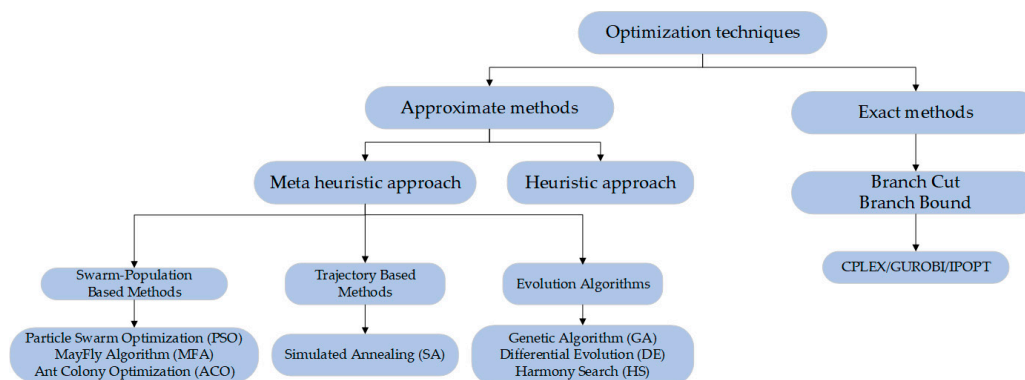 Optimization techniques
Approximate methods
Exact methods
Meta heuristic approach
Heuristic approach
Branch Cut
Branch Bound
Swarm-Population
Based Methods
Trajectory Based
Methods
Evolution Algorithms
CPLEX/GUROBI/IPOPT
Particle Swarm Optimization (PSO)
MayFly Algorithm (MFA)
Ant Colony Optimization (ACO)
Simulated Annealing (SA)
Genetic Algorithm (GA)
Differential Evolution (DE)
Harmony Search (HS)